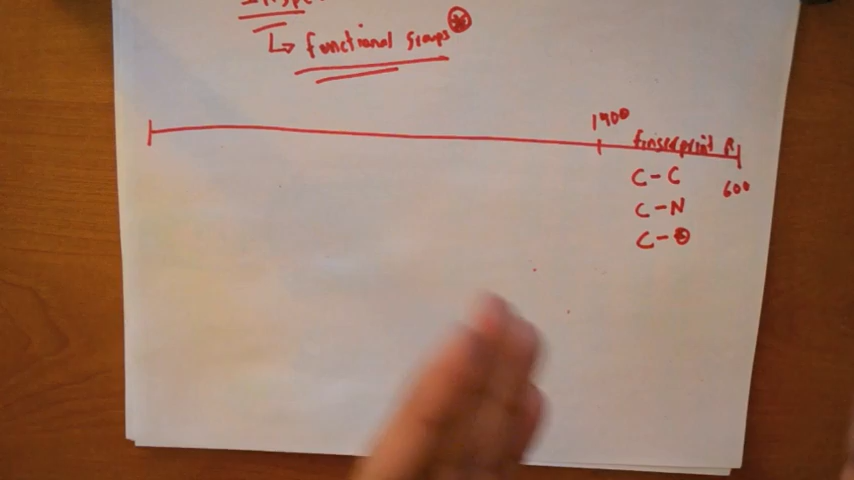 functional groups
1400
fingerprint R
C-C
600
C-N
C-O